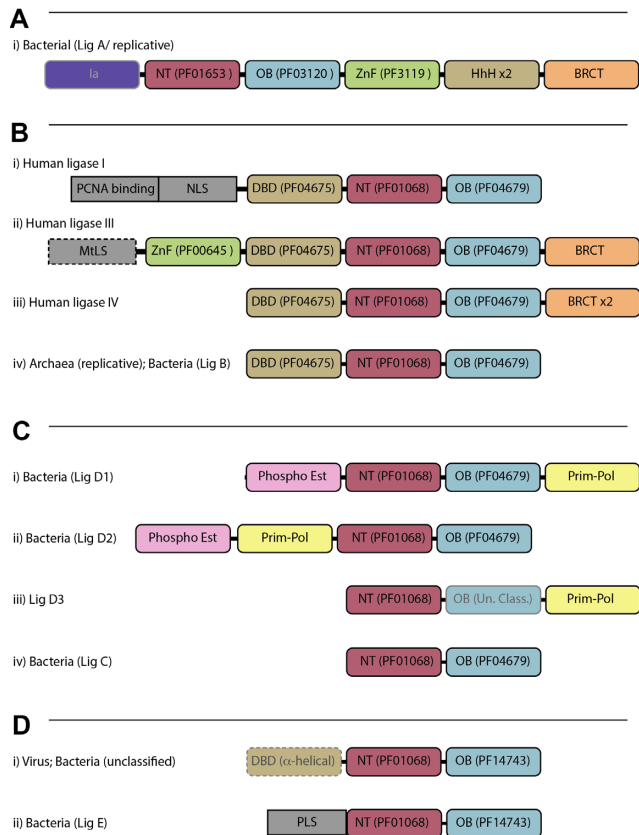 A
i) Bacterial (Lig A/ replicative)
Ia NT (PF01653 ) OB (PF03120 ) ZnF (PF3119 ) HhH x2 BRCT
B
i) Human ligase I
PCNA binding NLS DBD (PF04675) NT (PF01068) OB (PF04679)
ii) Human ligase III
MtLS ZnF (PF00645 ) DBD (PF04675) NT (PF01068) OB (PF04679) BRCT
iii) Human ligase IV DBD (PF04675) NT (PF01068) OB (PF04679) BRCT x2
iv) Archaea (replicative); Bacteria (Lig B) DBD (PF04675) NT (PF01068) OB (PF04679)
C
i) Bacteria (Lig D1) Phospho Est NT (PF01068) OB (PF04679) Prim-Pol
ii) Bacteria (Lig D2) Phospho Est Prim-Pol NT (PF01068) OB (PF04679)
iii) Lig D3 NT (PF01068) OB (Un. Class.) Prim-Pol
iv) Bacteria (Lig C) NT (PF01068) OB (PF04679)
D
i) Virus; Bacteria (unclassified) DBD (α-helical) NT (PF01068) OB (PF14743)
ii) Bacteria (Lig E) PLS NT (PF01068) OB (PF14743)